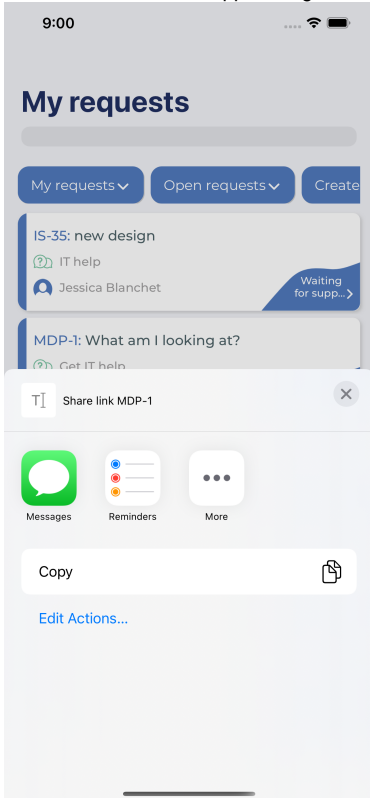 9:00
My requests
My requests
Open requests
Create
IS-35: new design
IT help
Jessica Blanchet
Waiting
for supp...
MDP-1: What am I looking at?
Get IT help
Share link MDP-1
Messages
Reminders
More
Copy
Edit Actions...